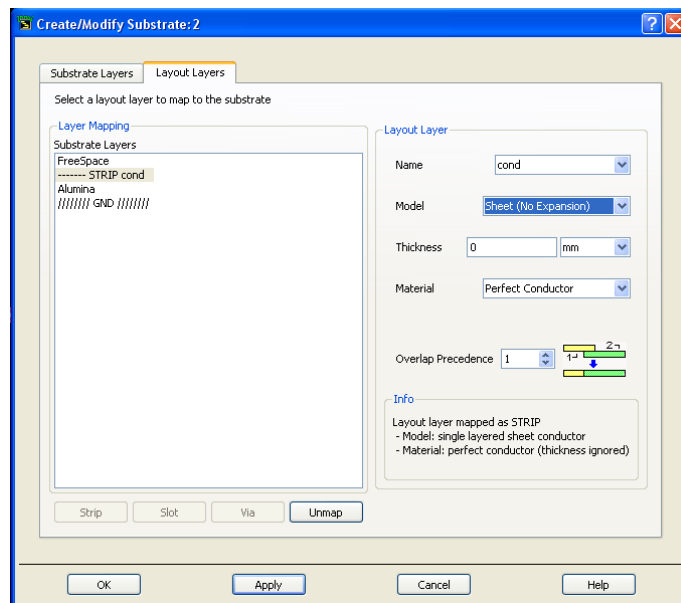 Create/Modify Substrate:2
Substrate Layers
Layout Layers
Select a layout layer to map to the substrate
Layer Mapping
Substrate Layers
FreeSpace
------- STRIP cond
Alumina
//////// GND ////////
Strip
Slot
Via
Unmap
Layout Layer
Name
cond
Model
Sheet (No Expansion)
Thickness
0
mm
Material
Perfect Conductor
Overlap Precedence
1
1
2
Info
Layout layer mapped as STRIP
- Model: single layered sheet conductor
- Material: perfect conductor (thickness ignored)
OK
Apply
Cancel
Help